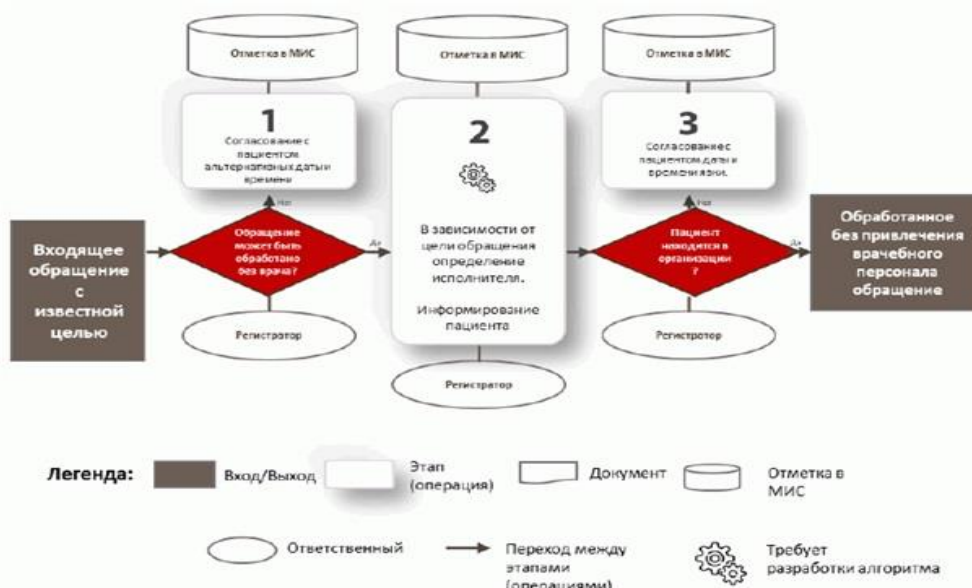 Отметка в МИС
Отметка в МИС
Отметка в МИС
1
Согласование с
пациентом
альтернативных даты и
времени
2
3
Согласование с
пациентом даты и
времени явки.
Нет
Нет
Входящее
обращение
с
известной
целью
Обращение
может быть
обработано
без врача?
Да
В зависимости от
цели обращения
определение
исполнителя.
Информирование
пациента
Пациент
находится в
организации
?
Да
Обработанное
без привлечения
врачебного
персонала
обращение
Регистратор
Регистратор
Регистратор
Легенда:
Вход/Выход
Этап
(операция)
Документ
Отметка в
МИС
Ответственный
Переход между
этапами
(операциями)
Требует
разработки алгоритма